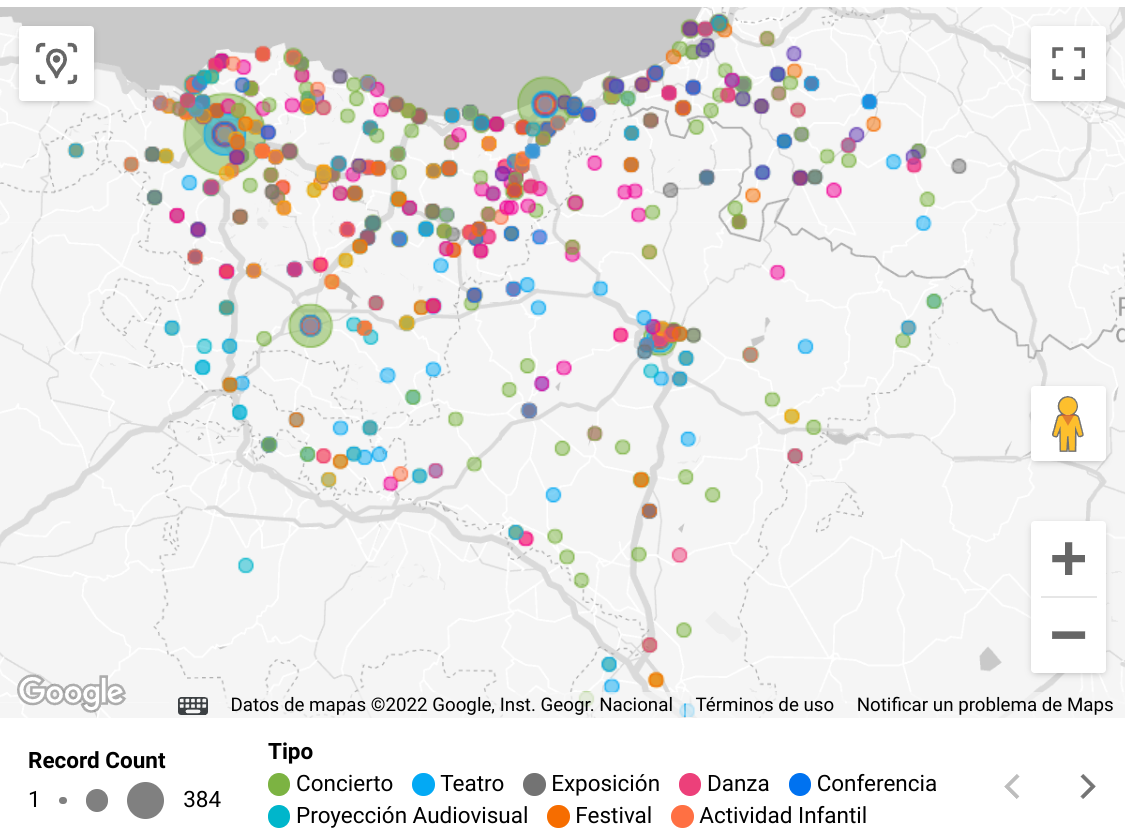 Google
Datos de mapas ©2022 Google, Inst. Geogr. Nacional
Términos de uso
Notificar un problema de Maps
Record Count
1
384
Tipo
Concierto
Teatro
Exposición
Danza
Conferencia
Proyección Audiovisual
Festival
Actividad Infantil